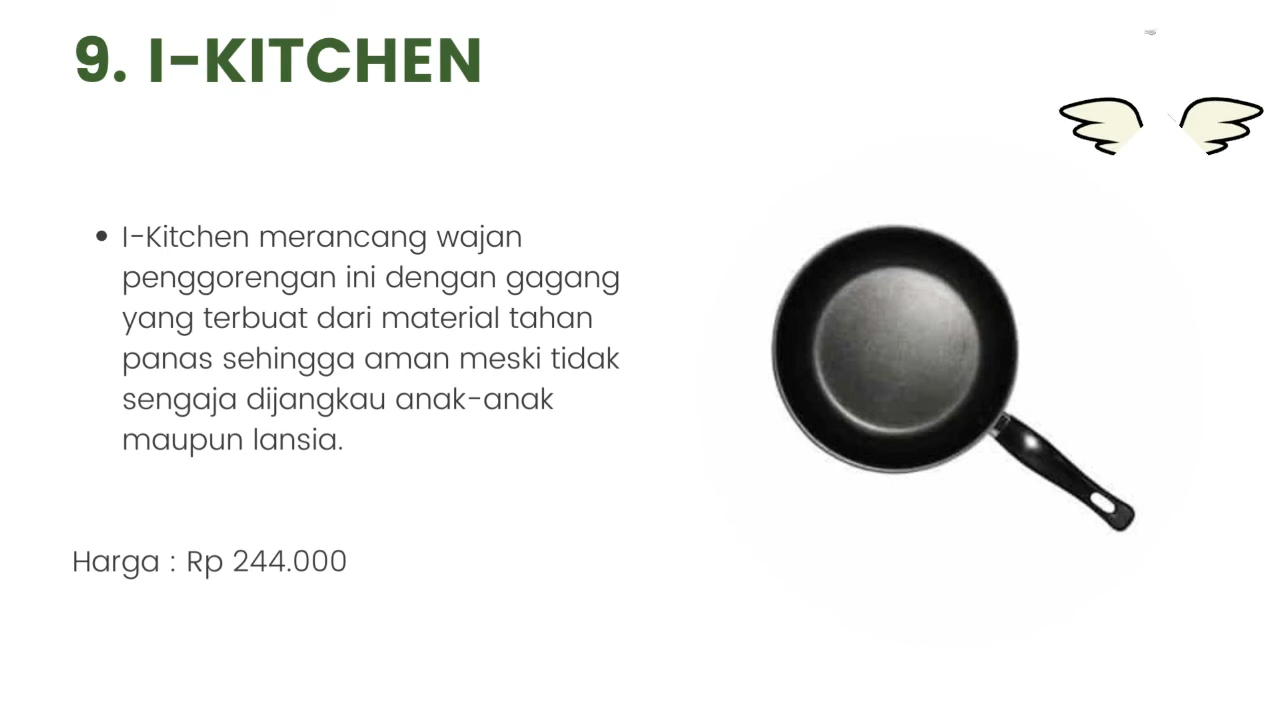 9. I-KITCHEN
• I-Kitchen merancang wajan
penggorengan ini dengan gagang
yang terbuat dari material tahan
panas sehingga aman meski tidak
sengaja dijangkau anak-anak
maupun lansia.
Harga : Rp 244.000